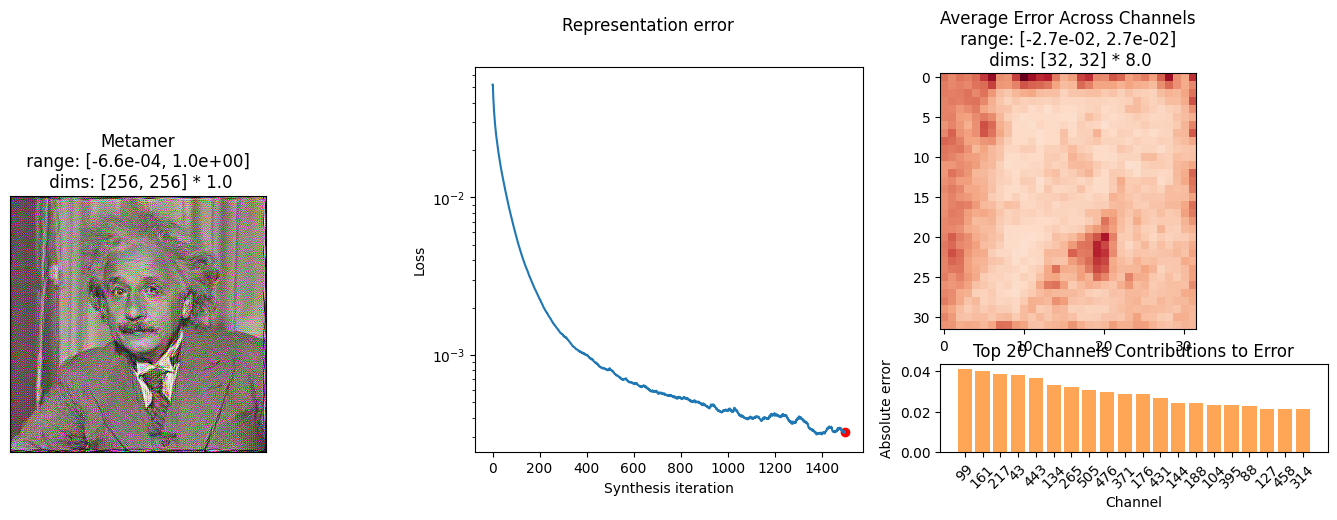 Metamer
range: [-6.6e-04, 1.0e+00]
dims: [256, 256] * 1.0
Representation error
Loss
10⁻²
10⁻³
0 200 400 600 800 1000 1200 1400
Synthesis iteration
Average Error Across Channels
range: [-2.7e-02, 2.7e-02]
dims: [32, 32] * 8.0
0
5
10
15
20
25
30
0 10 20 30
Top 20 Channels Contributions to Error
Absolute error
0.04
0.02
0.00
99 161 217 43 443 134 265 505 476 371 176 431 144 188 104 395 88 127 458 314
Channel